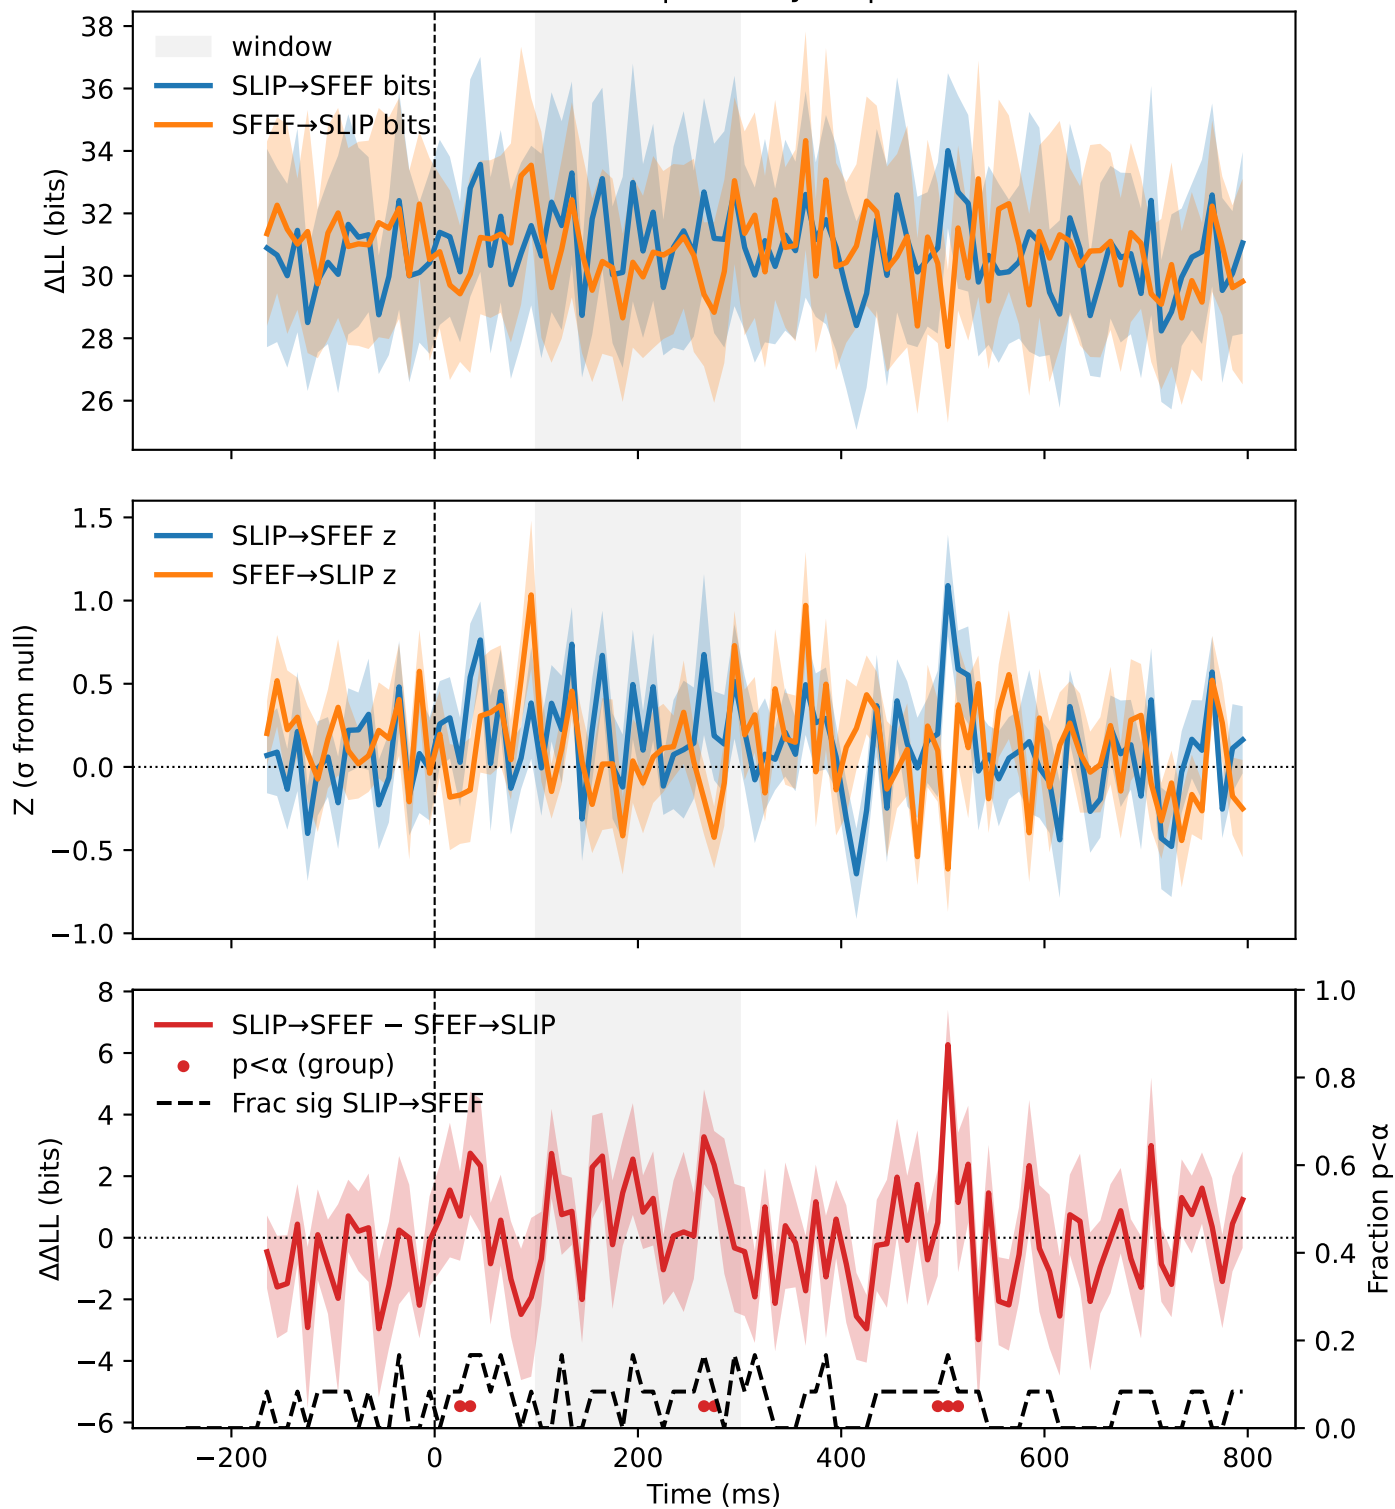 38
36
34
32
30
28
26
ΔLL (bits)
window
SLIP→SFEF bits
SFEF→SLIP bits
1.5
1.0
0.5
0.0
−0.5
−1.0
Z (σ from null)
SLIP→SFEF z
SFEF→SLIP z
8
6
4
2
0
−2
−4
−6
ΔΔLL (bits)
SLIP→SFEF − SFEF→SLIP
p<α (group)
Frac sig SLIP→SFEF
1.0
0.8
0.6
0.4
0.2
0.0
Fraction p<α
−200 0 200 400 600 800
Time (ms)